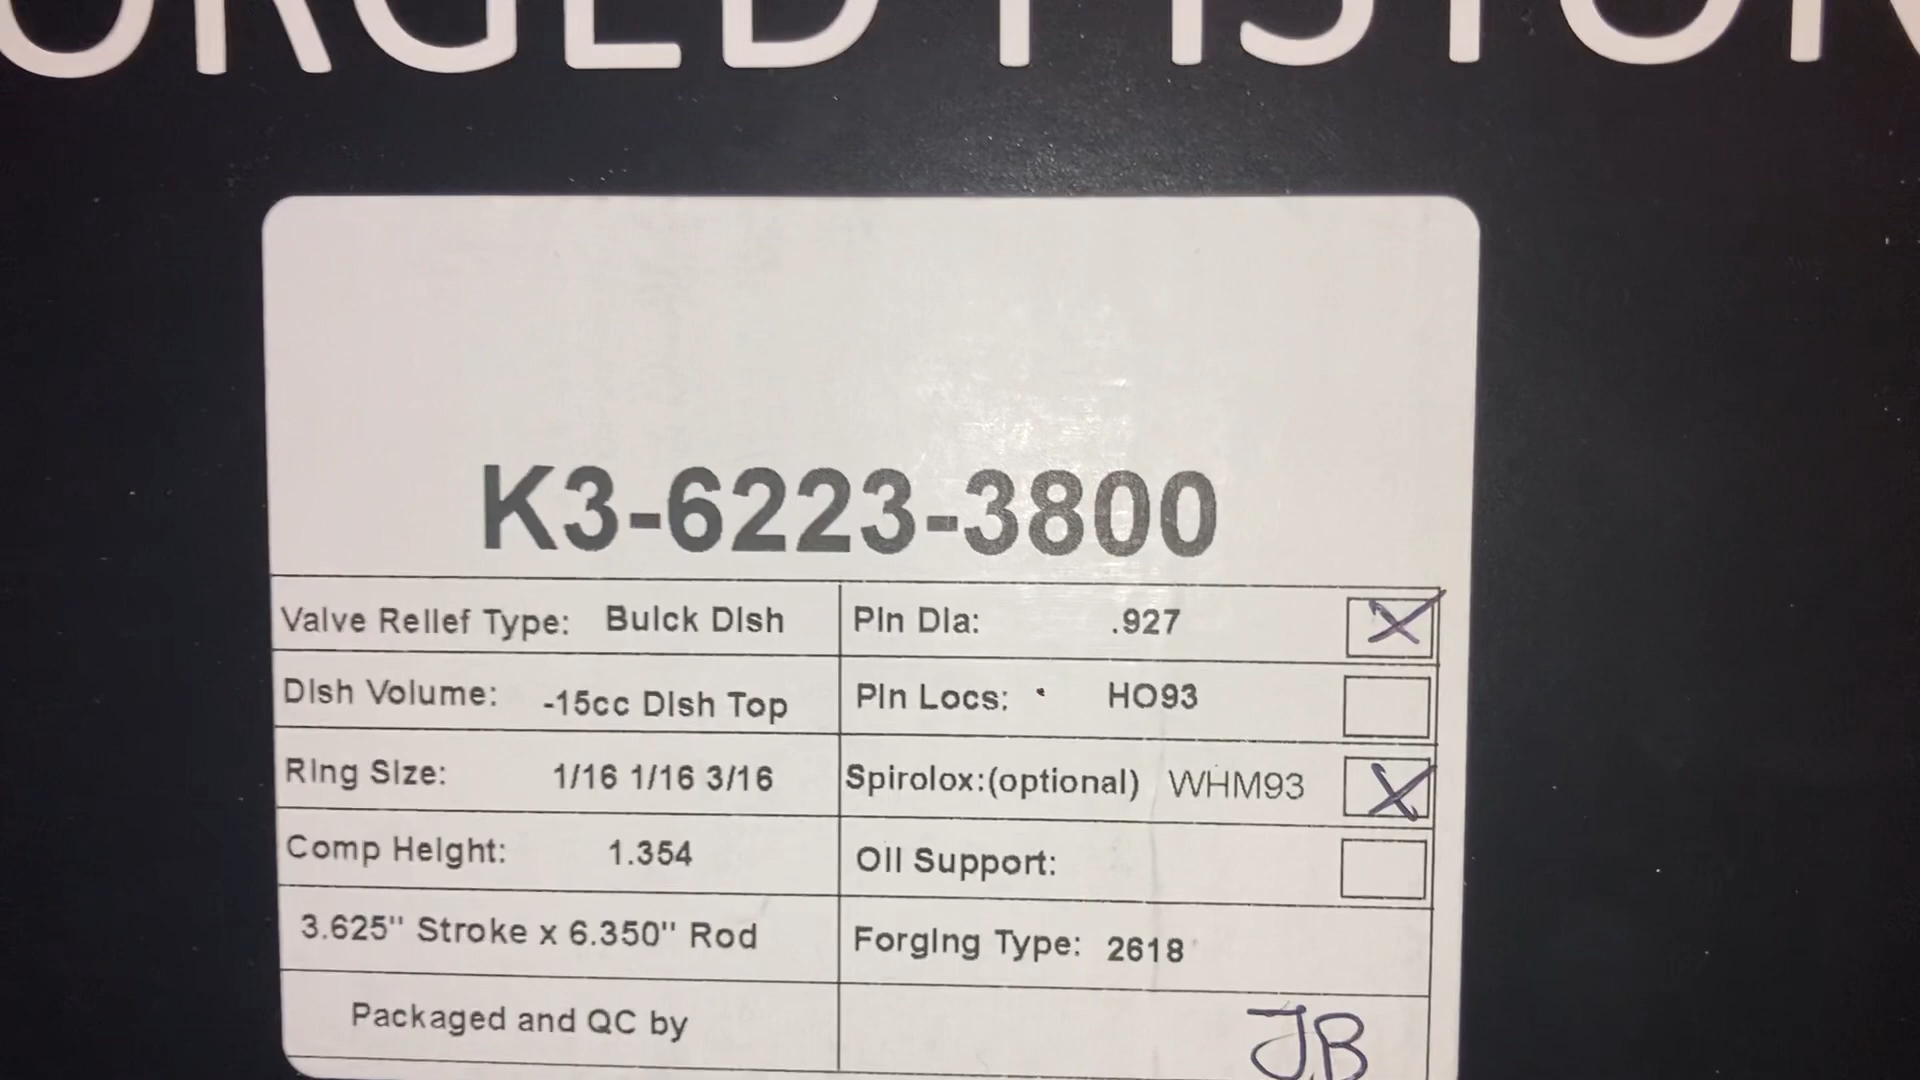 FORGED PISTON
K3-6223-3800
Valve Relief Type: Buick Dish
Pin Dia: .927 X
Dish Volume: -15cc Dish Top
Pin Locs: HO93
Ring Size: 1/16 1/16 3/16
Spirolox:(optional) WHM93 X
Comp Height: 1.354
Oil Support:
3.625" Stroke x 6.350" Rod
Forging Type: 2618
Packaged and QC by
JB